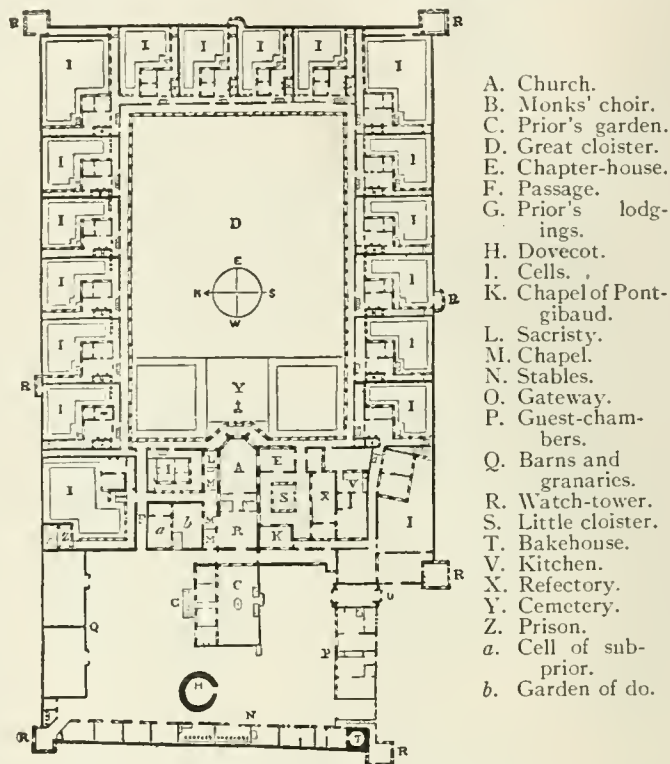 R R
I I I I I I
I I
I I
D
E
N S
W
I I R
I I
R
Y
I I
I I L A E V
M S X
F a b M R K I
Z
R
G C O
Q P
H
N
R T R
A. Church.
B. Monks' choir.
C. Prior's garden.
D. Great cloister.
E. Chapter-house.
F. Passage.
G. Prior's lodg-
ings.
H. Dovecot.
I. Cells.
K. Chapel of Pont-
gibaud.
L. Sacristy.
M. Chapel.
N. Stables.
O. Gateway.
P. Guest-cham-
bers.
Q. Barns and
granaries.
R. Watch-tower.
S. Little cloister.
T. Bakehouse.
V. Kitchen.
X. Refectory.
Y. Cemetery.
Z. Prison.
a. Cell of sub-
prior.
b. Garden of do.